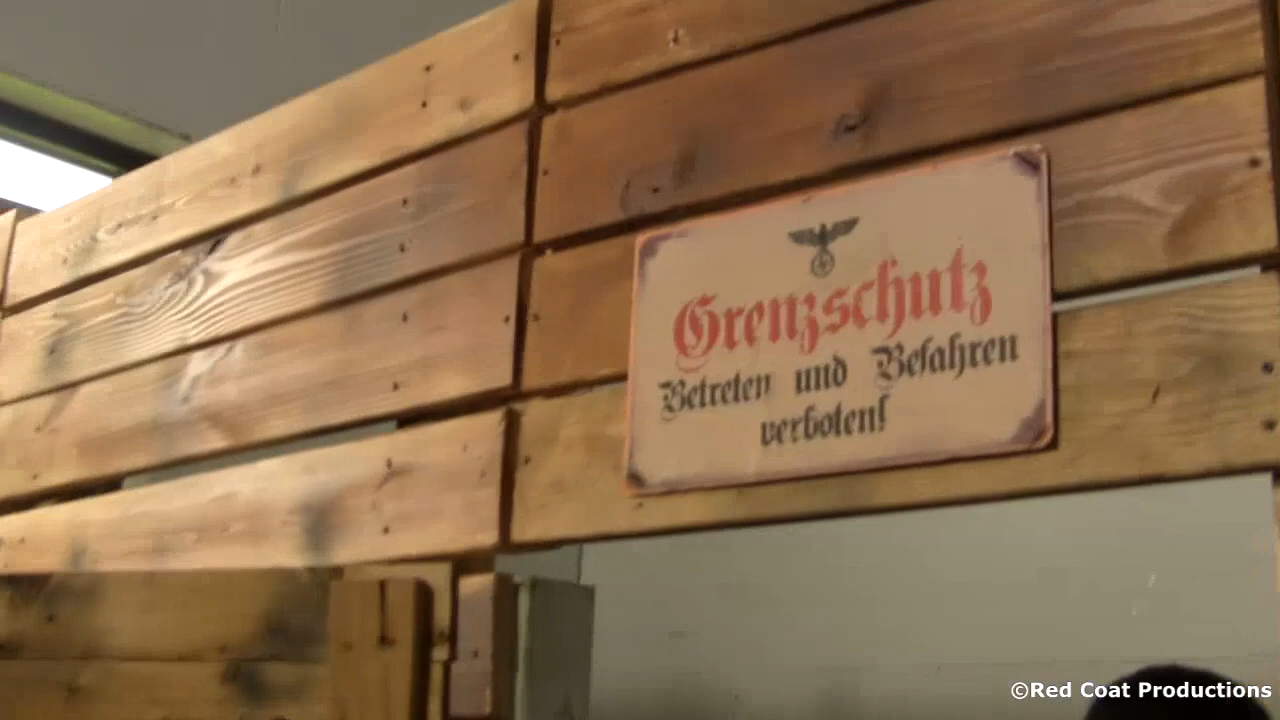 Grenzschutz
Betreten und Befahren
verboten!
©Red Coat Productions